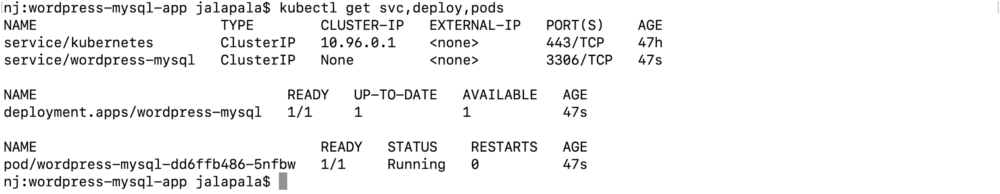 nj:wordpress-mysql-app jalapala$ kubectl get svc,deploy,pods
NAME                      TYPE        CLUSTER-IP   EXTERNAL-IP   PORT(S)    AGE
service/kubernetes        ClusterIP   10.96.0.1    <none>        443/TCP    47h
service/wordpress-mysql   ClusterIP   None         <none>        3306/TCP   47s

NAME                              READY   UP-TO-DATE   AVAILABLE   AGE
deployment.apps/wordpress-mysql   1/1     1            1           47s

NAME                                  READY   STATUS    RESTARTS   AGE
pod/wordpress-mysql-dd6ffb486-5nfbw   1/1     Running   0          47s
nj:wordpress-mysql-app jalapala$